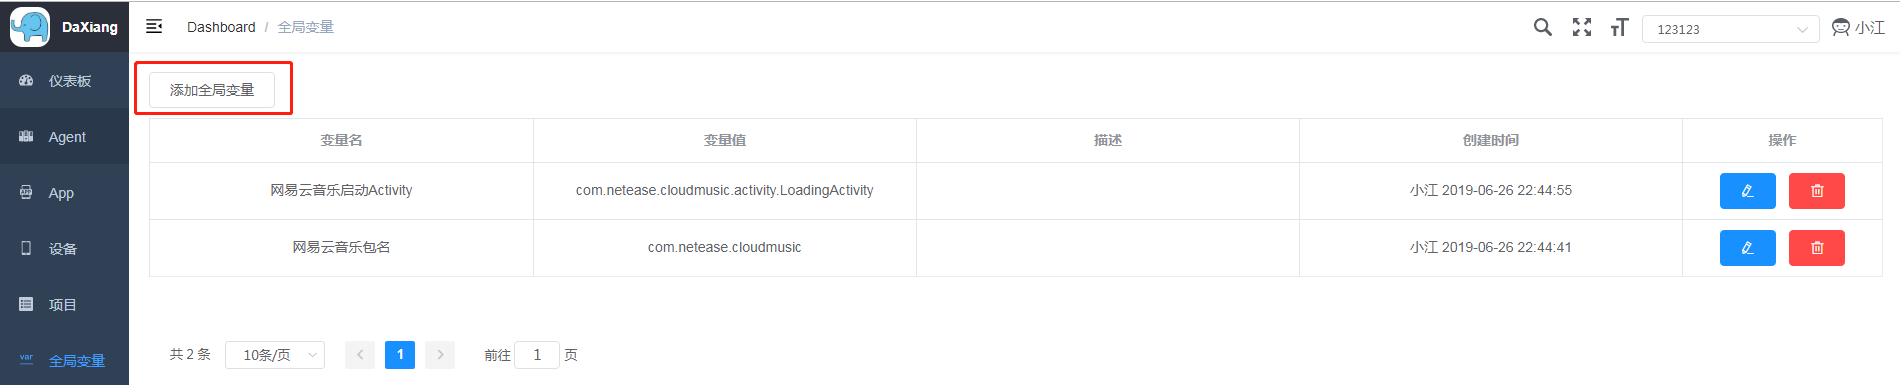 DaXiang
Dashboard / 全局变量
123123
小江
仪表板
Agent
App
设备
项目
var 全局变量
添加全局变量
变量名 变量值 描述 创建时间 操作
网易云音乐启动Activity com.netease.cloudmusic.activity.LoadingActivity 小江 2019-06-26 22:44:55
网易云音乐包名 com.netease.cloudmusic 小江 2019-06-26 22:44:41
共 2 条 10条/页 1 前往 1 页